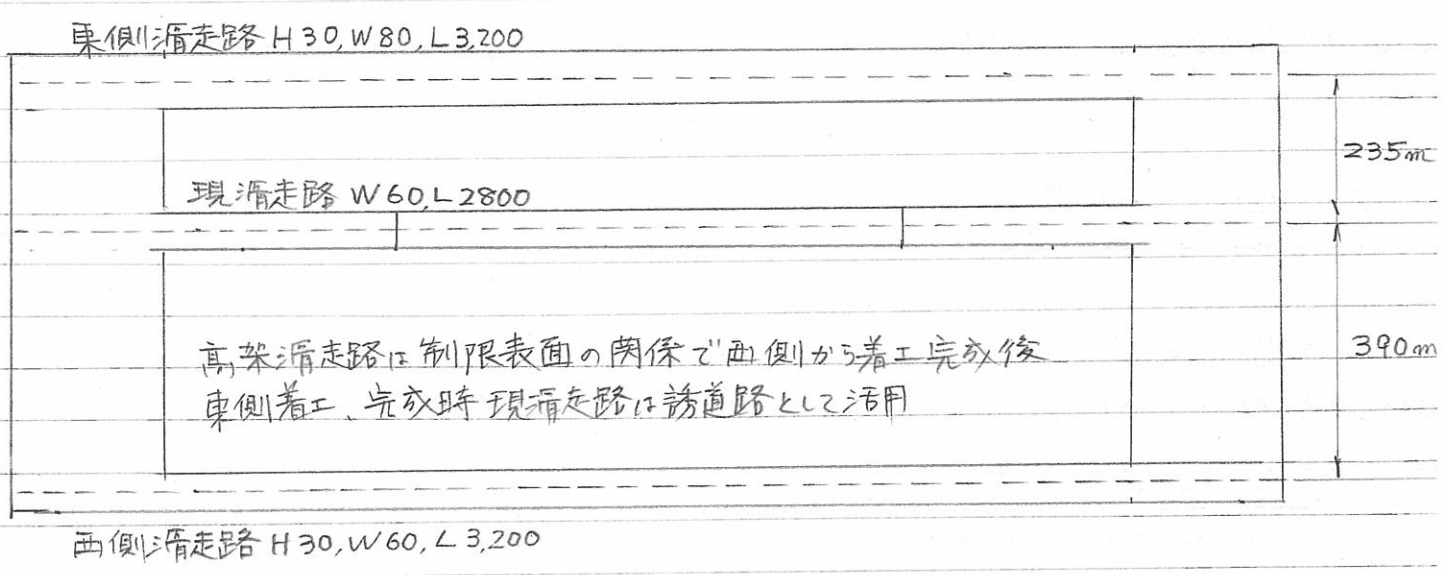 東側滑走路 H30, W80, L3,200
235m
現滑走路 W60, L2800
高架滑走路は制限表面の関係で西側から着工完成後
390m
東側着工、完成時現滑走路は誘道路として活用
西側滑走路 H30, W60, L3,200